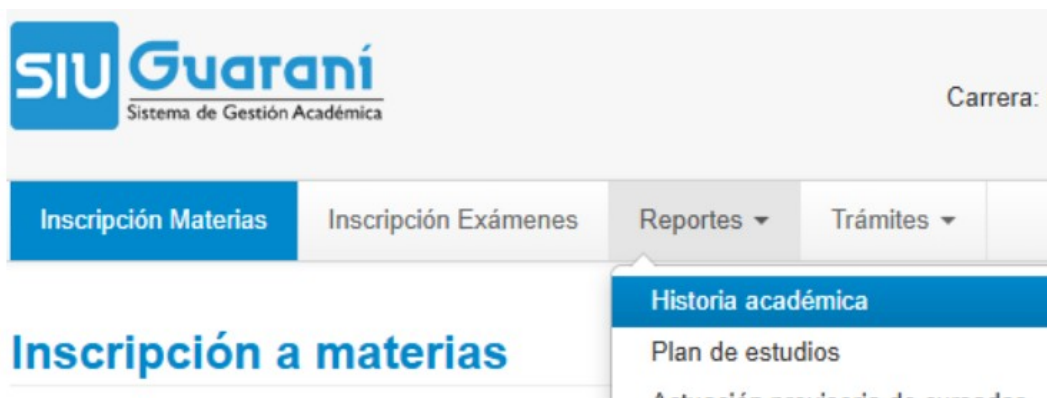 SIU Guaraní
Sistema de Gestión Académica
Carrera:
Inscripción Materias Inscripción Exámenes Reportes Trámites
Historia académica
Inscripción a materias
Plan de estudios